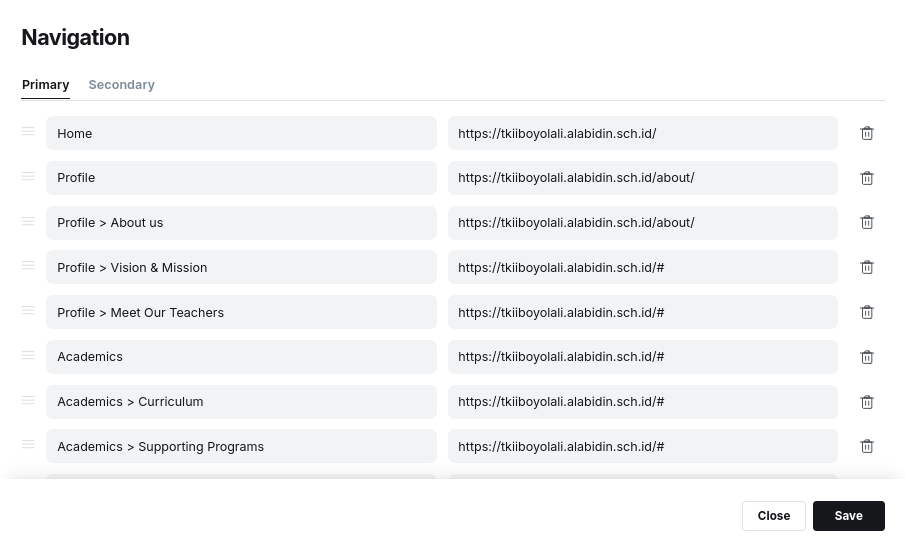 Navigation
Primary Secondary
Home https://tkiiboyolali.alabidin.sch.id/
Profile https://tkiiboyolali.alabidin.sch.id/about/
Profile > About us https://tkiiboyolali.alabidin.sch.id/about/
Profile > Vision & Mission https://tkiiboyolali.alabidin.sch.id/#
Profile > Meet Our Teachers https://tkiiboyolali.alabidin.sch.id/#
Academics https://tkiiboyolali.alabidin.sch.id/#
Academics > Curriculum https://tkiiboyolali.alabidin.sch.id/#
Academics > Supporting Programs https://tkiiboyolali.alabidin.sch.id/#
Close Save